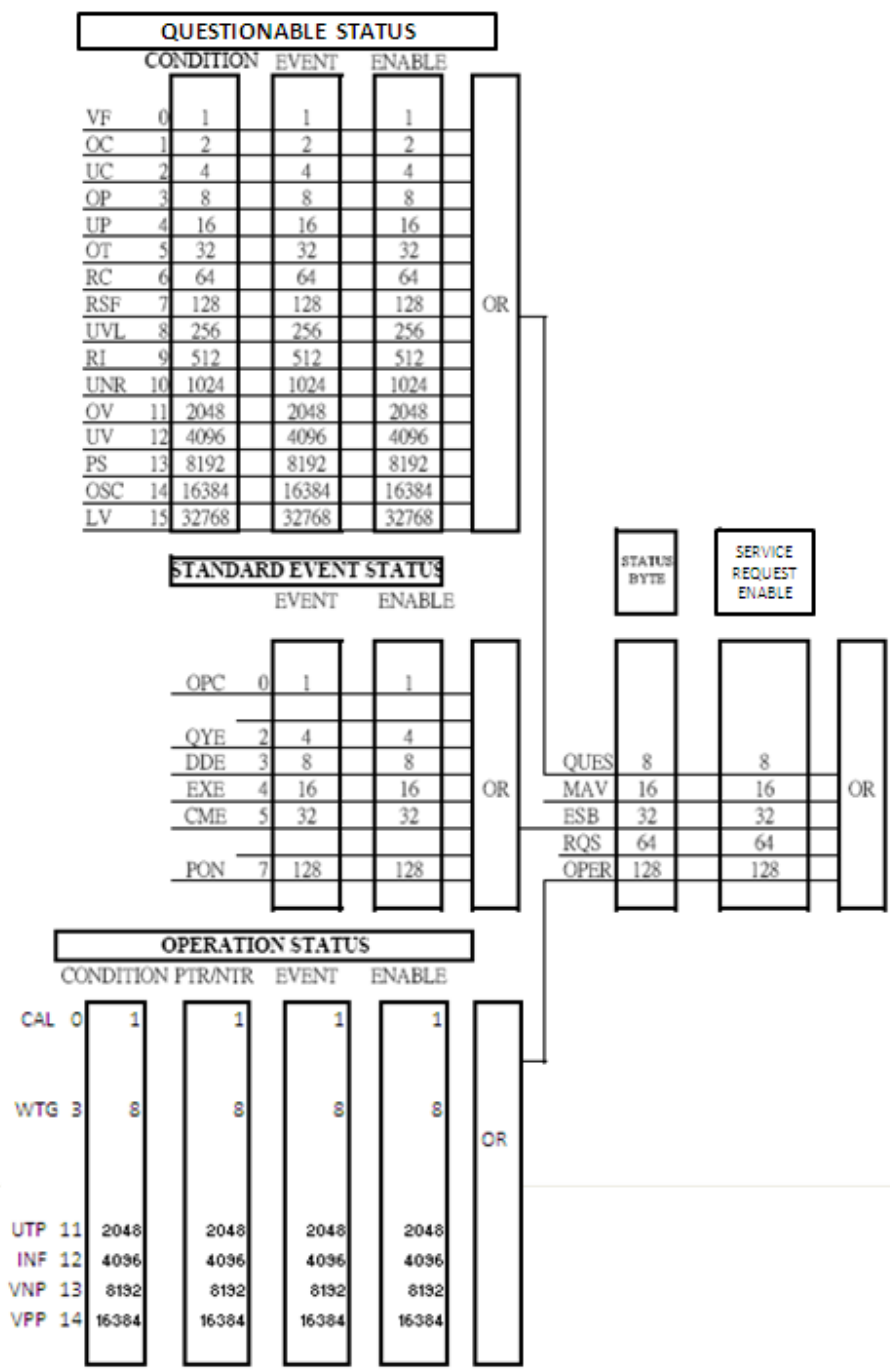 QUESTIONABLE STATUS
CONDITION EVENT ENABLE
VF 0 1 1 1
OC 1 2 2 2
UC 2 4 4 4
OP 3 8 8 8
UP 4 16 16 16
OT 5 32 32 32
RC 6 64 64 64
RSF 7 128 128 128 OR
UVL 8 256 256 256
RI 9 512 512 512
UNR 10 1024 1024 1024
OV 11 2048 2048 2048
UV 12 4096 4096 4096
PS 13 8192 8192 8192
OSC 14 16384 16384 16384
LV 15 32768 32768 32768
STANDARD EVENT STATUS
EVENT ENABLE
STATUS
BYTE
SERVICE
REQUEST
ENABLE
OPC 0 1 1
QYE 2 4 4
DDE 3 8 8
EXE 4 16 16 OR
CME 5 32 32
PON 7 128 128
QUES 8 8
MAV 16 16 OR
ESB 32 32
RQS 64 64
OPER 128 128
OPERATION STATUS
CONDITION PTR/NTR EVENT ENABLE
CAL 0 1 1 1 1
WTG 3 8 8 8 8
OR
UTP 11 2048 2048 2048 2048
INF 12 4096 4096 4096 4096
VNP 13 8192 8192 8192 8192
VPP 14 16384 16384 16384 16384